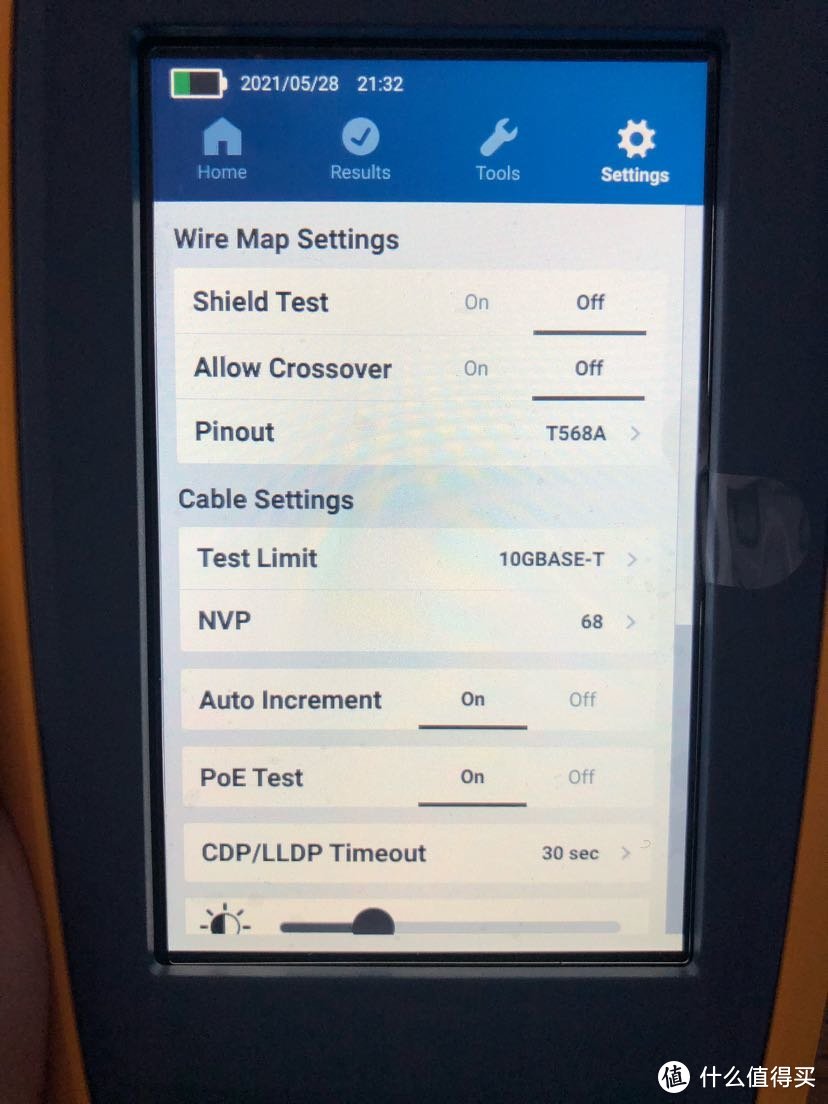 2021/05/28 21:32
Home Results Tools Settings
Wire Map Settings
Shield Test On Off
Allow Crossover On Off
Pinout T568A >
Cable Settings
Test Limit 10GBASE-T >
NVP 68 >
Auto Increment On Off
PoE Test On Off
CDP/LLDP Timeout 30 sec >
值 什么值得买